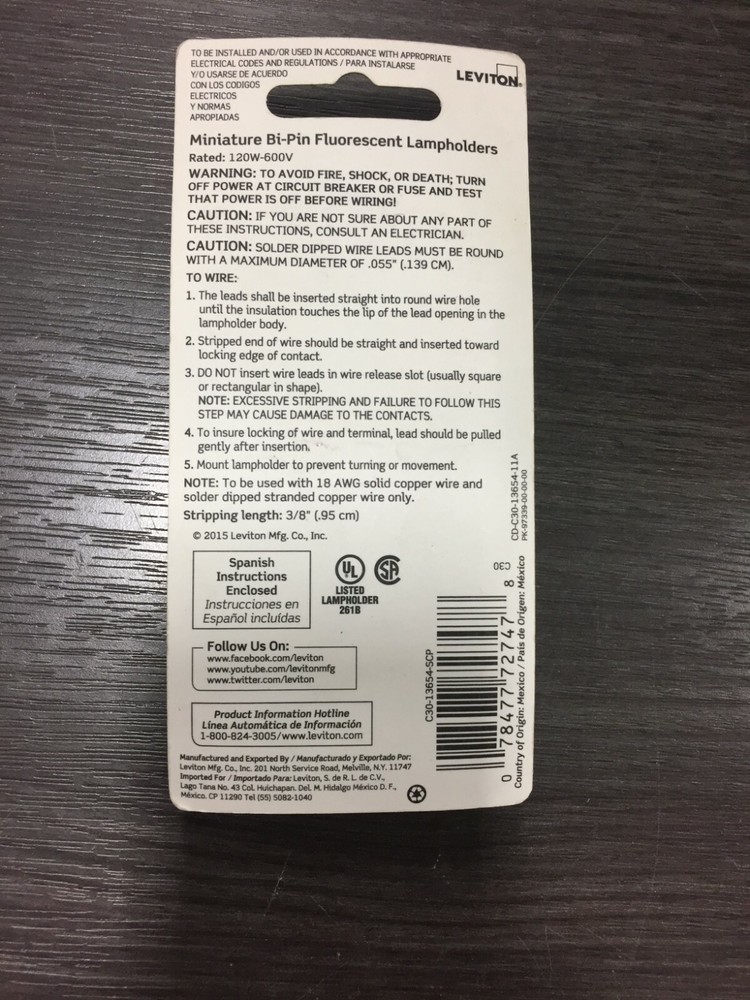 TO BE INSTALLED AND/OR USED IN ACCORDANCE WITH APPROPRIATE
ELECTRICAL CODES AND REGULATIONS / PARA INSTALARSE
Y/O USARSE DE ACUERDO
CON LOS CODIGOS
ELECTRICOS
Y NORMAS
APROPIADAS
LEVITON®
Miniature Bi-Pin Fluorescent Lampholders
Rated: 120W-600V
WARNING: TO AVOID FIRE, SHOCK, OR DEATH; TURN
OFF POWER AT CIRCUIT BREAKER OR FUSE AND TEST
THAT POWER IS OFF BEFORE WIRING!
CAUTION: IF YOU ARE NOT SURE ABOUT ANY PART OF
THESE INSTRUCTIONS, CONSULT AN ELECTRICIAN.
CAUTION: SOLDER DIPPED WIRE LEADS MUST BE ROUND
WITH A MAXIMUM DIAMETER OF .055" (.139 CM).
TO WIRE:
1. The leads shall be inserted straight into round wire hole
until the insulation touches the lip of the lead opening in the
lampholder body.
2. Stripped end of wire should be straight and inserted toward
locking edge of contact.
3. DO NOT insert wire leads in wire release slot (usually square
or rectangular in shape).
NOTE: EXCESSIVE STRIPPING AND FAILURE TO FOLLOW THIS
STEP MAY CAUSE DAMAGE TO THE CONTACTS.
4. To insure locking of wire and terminal, lead should be pulled
gently after insertion.
5. Mount lampholder to prevent turning or movement.
NOTE: To be used with 18 AWG solid copper wire and
solder dipped stranded copper wire only.
Stripping length: 3/8" (.95 cm)
© 2015 Leviton Mfg. Co., Inc.
Spanish
Instructions
Enclosed
Instrucciones en
Español incluídas
UL
SA
LISTED
LAMPHOLDER
261B
Follow Us On:
www.facebook.com/leviton
www.youtube.com/levitonmfg
www.twitter.com/leviton
Product Information Hotline
Línea Automática de Información
1-800-824-3005/www.leviton.com
Manufactured and Exported By / Manufacturado y Exportado Por:
Leviton Mfg. Co., Inc. 201 North Service Road, Melville, N.Y. 11747
Imported For / Importado Para: Leviton, S. de R. L. de C.V.,
Lago Tana No. 43 Col. Huichapan. Del. M. Hidalgo México D. F.,
México. CP 11290 Tel (55) 5082-1040
C30-13654-SCP
0 78477 72747 8
C30
CD-C30-13654-11A
PK-97339-00-00-00
Country of Origin: Mexico / País de Origen: México